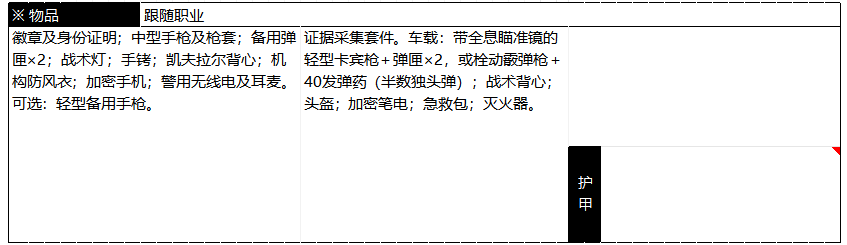 ※ 物品 跟随职业
徽章及身份证明；中型手枪及枪套；备用弹
匣×2；战术灯；手铐；凯夫拉尔背心；机
构防风衣；加密手机；警用无线电及耳麦。
可选：轻型备用手枪。
证据采集套件。车载：带全息瞄准镜的
轻型卡宾枪＋弹匣×2，或栓动霰弹枪＋
40发弹药（半数独头弹）；战术背心；
头盔；加密笔电；急救包；灭火器。
护
甲